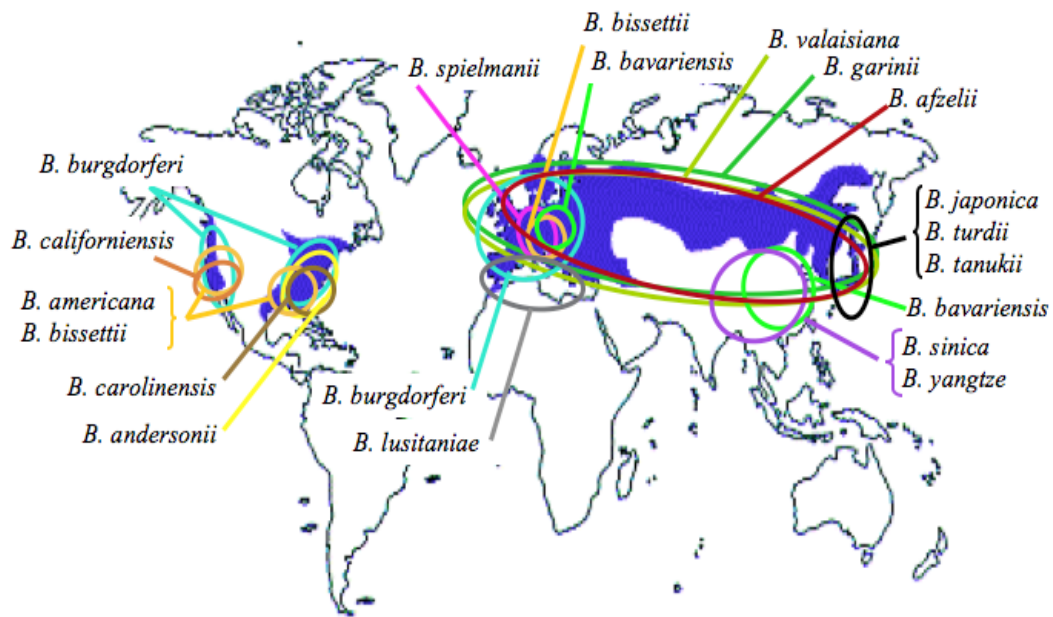 B. bissettii
B. valaisiana
B. spielmanii
B. bavariensis
B. garinii
B. afzelii
B. burgdorferi
B. japonica
B. californiensis
B. turdii
B. tanukii
B. americana
B. bissettii
B. bavariensis
B. sinica
B. carolinensis
B. yangtze
B. burgdorferi
B. andersonii
B. lusitaniae